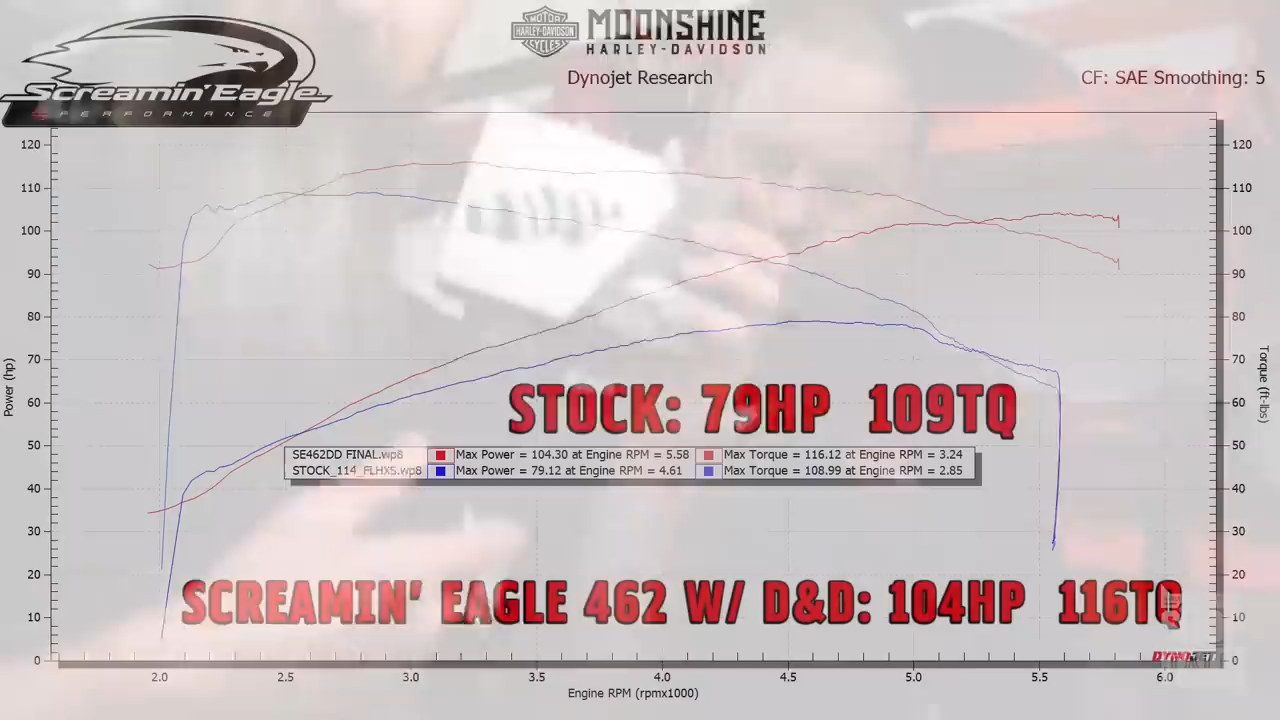 MOTOR
HARLEY-DAVIDSON
CYCLES
MOONSHINE
HARLEY-DAVIDSON
Screamin' Eagle
PERFORMANCE
Dynojet Research
CF: SAE Smoothing: 5
120 120
110 110
100 100
90 90
80 80
70 70
60 60
50 50
40 40
30 30
20 20
10 10
0 0
Power (hp)
Torque (ft-lbs)
STOCK: 79HP 109TQ
SE462DD FINAL.wp8 Max Power = 104.30 at Engine RPM = 5.58 Max Torque = 116.12 at Engine RPM = 3.24
STOCK_114_FLHXS.wp8 Max Power = 79.12 at Engine RPM = 4.61 Max Torque = 108.99 at Engine RPM = 2.85
SCREAMIN' EAGLE 462 W/ D&D: 104HP 116TQ
2.0 2.5 3.0 3.5 4.0 4.5 5.0 5.5 6.0
Engine RPM (rpmx1000)